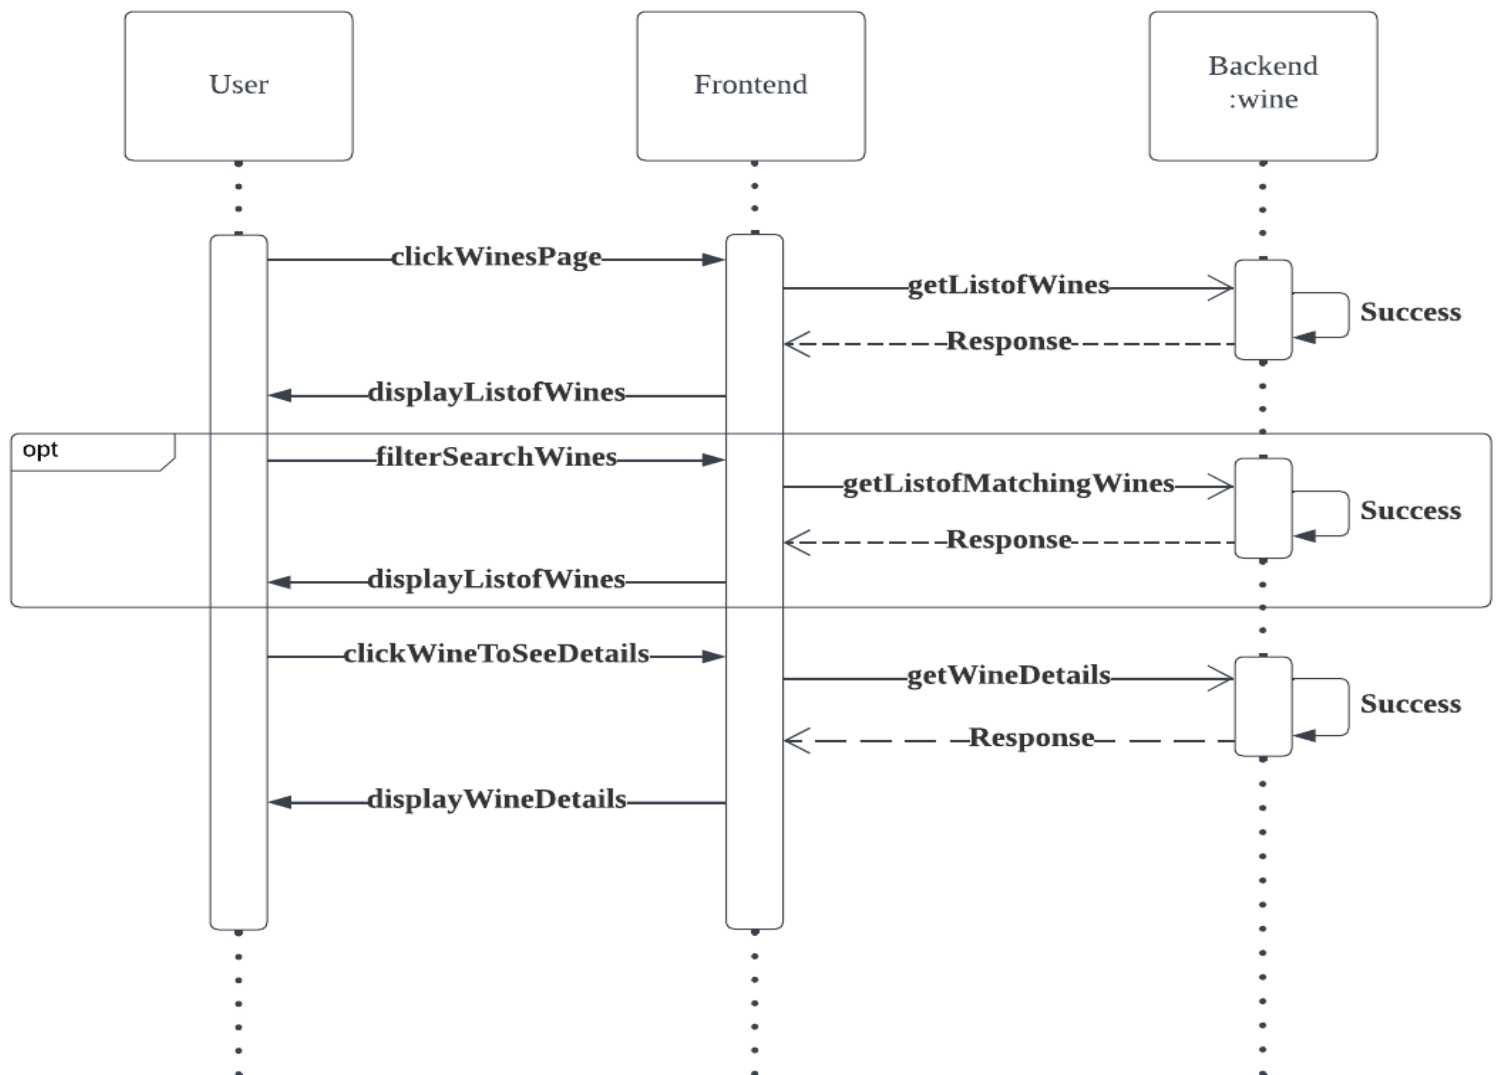 User
Frontend
Backend
:wine
clickWinesPage
getListofWines
Success
Response
displayListofWines
opt
filterSearchWines
getListofMatchingWines
Success
Response
displayListofWines
clickWineToSeeDetails
getWineDetails
Success
Response
displayWineDetails